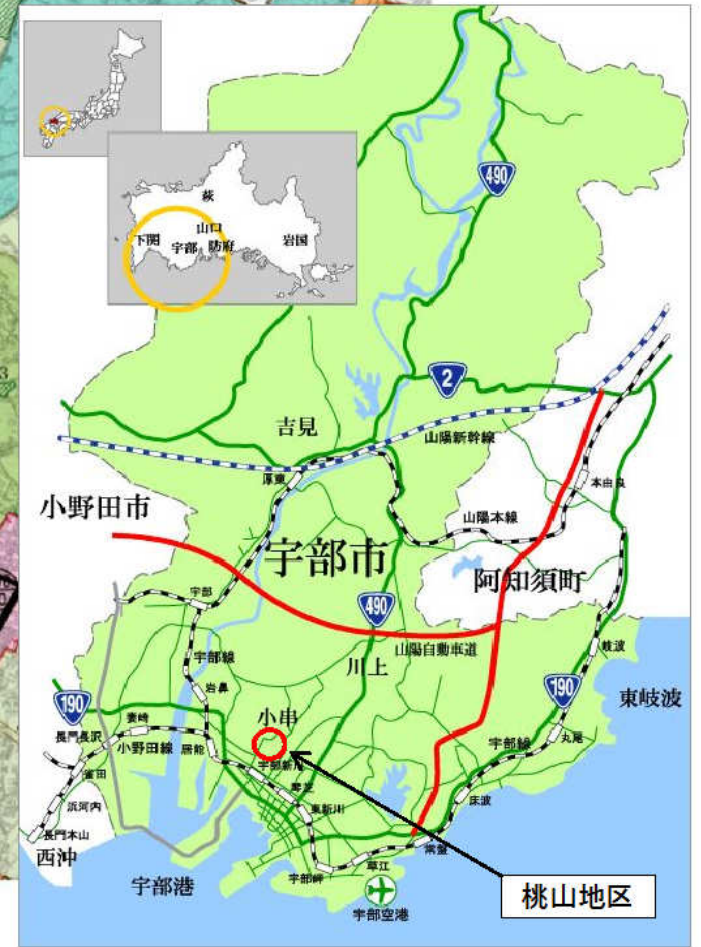 萩
山口
下関
宇部
防府
岩国
490
2
吉見
山陽新幹線
厚東
本由良
小野田市
山陽本線
宇部市
阿知須町
宇部
490
山陽自動車道
宇部線
川上
岐波
岩鼻
190
190
東岐波
小串
妻崎
長門長沢
小野田線
居能
宇部新川
宇部線
丸尾
雀田
琴芝
床波
浜河内
東新川
長門本山
常盤
西沖
草江
宇部岬
宇部港
宇部空港
桃山地区